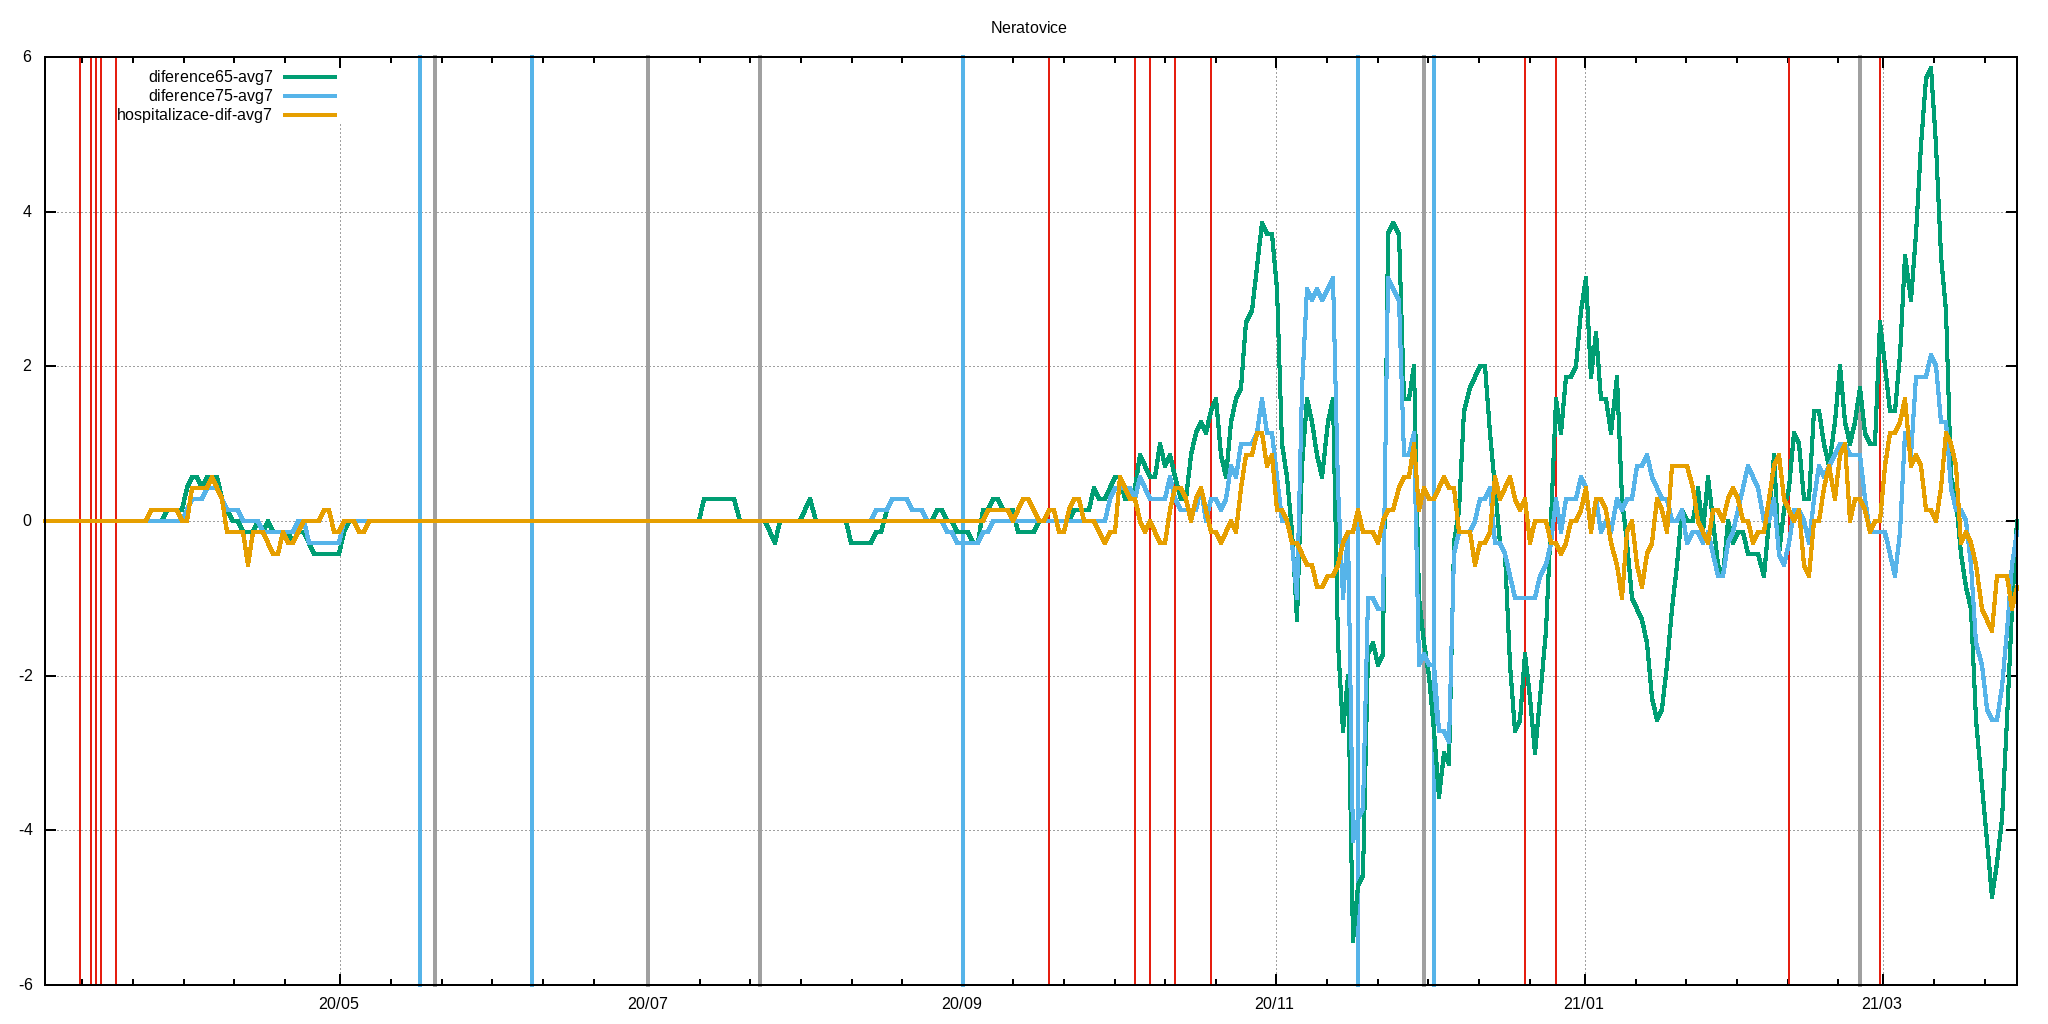 Neratovice
6
diference65-avg7
diference75-avg7
hospitalizace-dif-avg7
4
2
0
-2
-4
-6
20/05 20/07 20/09 20/11 21/01 21/03